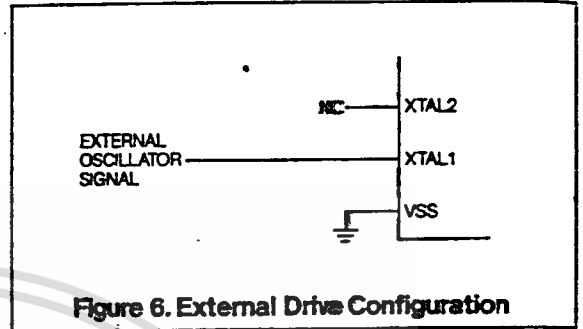 NC XTAL2
EXTERNAL
OSCILLATOR XTAL1
SIGNAL
VSS
Figure 6. External Drive Configuration